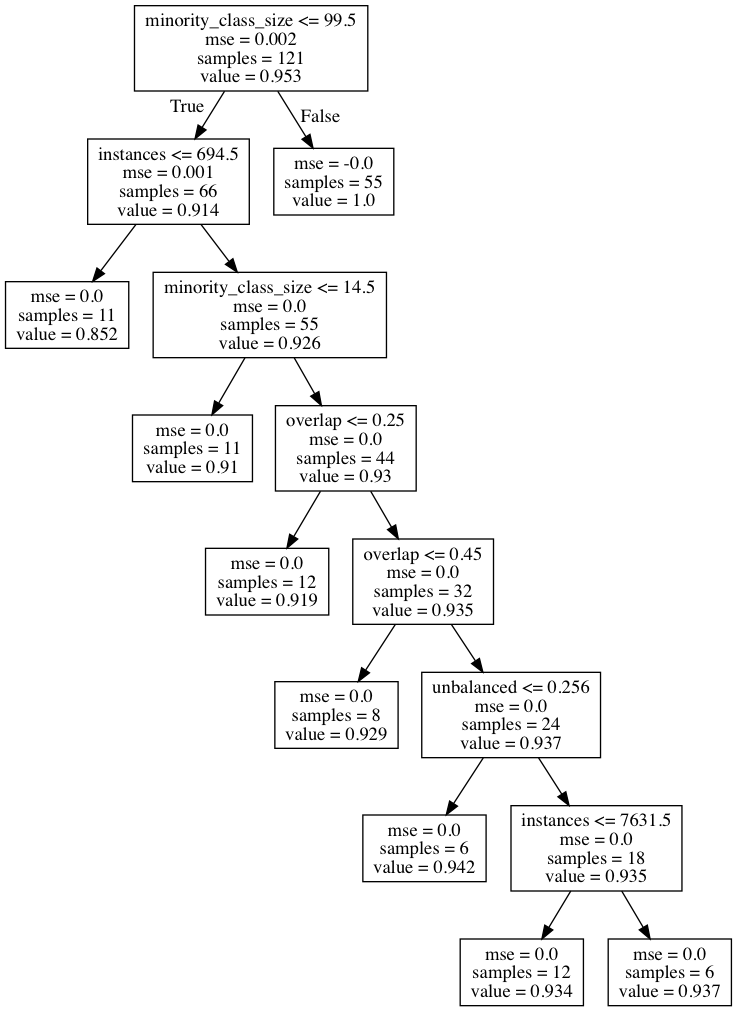 minority_class_size <= 99.5
mse = 0.002
samples = 121
value = 0.953
True
False
instances <= 694.5
mse = 0.001
samples = 66
value = 0.914
mse = -0.0
samples = 55
value = 1.0
mse = 0.0
samples = 11
value = 0.852
minority_class_size <= 14.5
mse = 0.0
samples = 55
value = 0.926
mse = 0.0
samples = 11
value = 0.91
overlap <= 0.25
mse = 0.0
samples = 44
value = 0.93
mse = 0.0
samples = 12
value = 0.919
overlap <= 0.45
mse = 0.0
samples = 32
value = 0.935
mse = 0.0
samples = 8
value = 0.929
unbalanced <= 0.256
mse = 0.0
samples = 24
value = 0.937
mse = 0.0
samples = 6
value = 0.942
instances <= 7631.5
mse = 0.0
samples = 18
value = 0.935
mse = 0.0
samples = 12
value = 0.934
mse = 0.0
samples = 6
value = 0.937